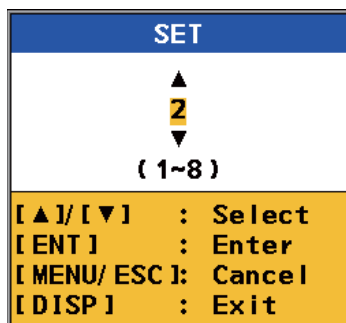 SET
▲
2
▼
(1~8)
[▲]/[▼] : Select
[ENT] : Enter
[MENU/ESC]: Cancel
[DISP] : Exit